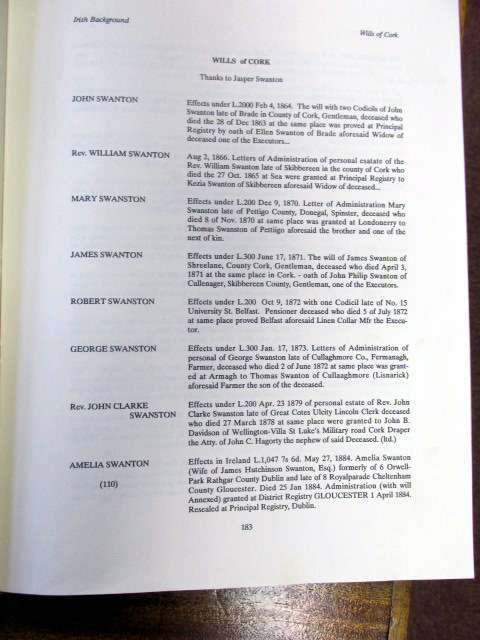 Irish Background
Wills of Cork
WILLS of CORK
Thanks to Jasper Swanton
JOHN SWANTON
Effects under L.2000 Feb 4, 1864. The will with two Codicils of John
Swanton late of Brade in County of Cork, Gentleman, deceased who
died the 28 of Dec 1863 at the same place was proved at Principal
Registry by oath of Ellen Swanton of Brade aforesaid Widow of
deceased one of the Executors...
Rev. WILLIAM SWANTON
Aug 2, 1866. Letters of Administration of personal esatate of the
Rev. William Swanton late of Skibbereen in the county of Cork who
died the 27 Oct. 1865 at Sea were granted at Principal Registry to
Kezia Swanton of Skibbereen aforesaid Widow of deceased...
MARY SWANSTON
Effects under L.200 Dec 9, 1870. Letter of Administration Mary
Swanston late of Pettigo County, Donegal, Spinster, deceased who
died 8 of Nov. 1870 at same place was granted at Londonerry to
Thomas Swanston of Pettiigo aforesaid the brother and one of the
next of kin.
JAMES SWANTON
Effects under L.300 June 17, 1871. The will of James Swanton of
Shreelane, County Cork, Gentleman, deceased who died April 3,
1871 at the same place in Cork. - oath of John Philip Swanton of
Cullenager, Skibbereen County, Gentleman, one of the Executors.
ROBERT SWANSTON
Effects under L.200 Oct 9, 1872 with one Codicil late of No. 15
University St. Belfast. Pensioner deceased who died 5 of July 1872
at same place proved Belfast aforesaid Linen Collar Mfr the Execu-
tor.
GEORGE SWANSTON
Effects under L.300 Jan. 17, 1873. Letters of Administration of
personal of George Swanston late of Cullaghmore Co., Fermanagh,
Farmer, deceased who died 2 of June 1872 at same place was grant-
ed at Armagh to Thomas Swanton of Cullaaghmore (Lisnarick)
aforesaid Farmer the son of the deceased.
Rev. JOHN CLARKE
SWANSTON
Effects under L.200 Apr. 23 1879 of personal estate of Rev. John
Clarke Swanston late of Great Cotes Ulcity Lincoln Clerk deceased
who died 27 March 1878 at same place were granted to John B.
Davidson of Wellington-Villa St Luke's Military road Cork Draper
the Atty. of John C. Hagorty the nephew of said Deceased. (ltd.)
AMELIA SWANTON
(110)
Effects in Ireland L.1,047 7s 6d. May 27, 1884. Amelia Swanton
(Wife of James Hutchinson Swanton, Esq.) formerly of 6 Orwell-
Park Rathgar County Dublin and late of 8 Royalparade Cheltenham
County Gloucester. Died 25 Jan 1884. Administration (with will
Annexed) granted at District Registry GLOUCESTER 1 April 1884.
Resealed at Principal Registry, Dublin.
183